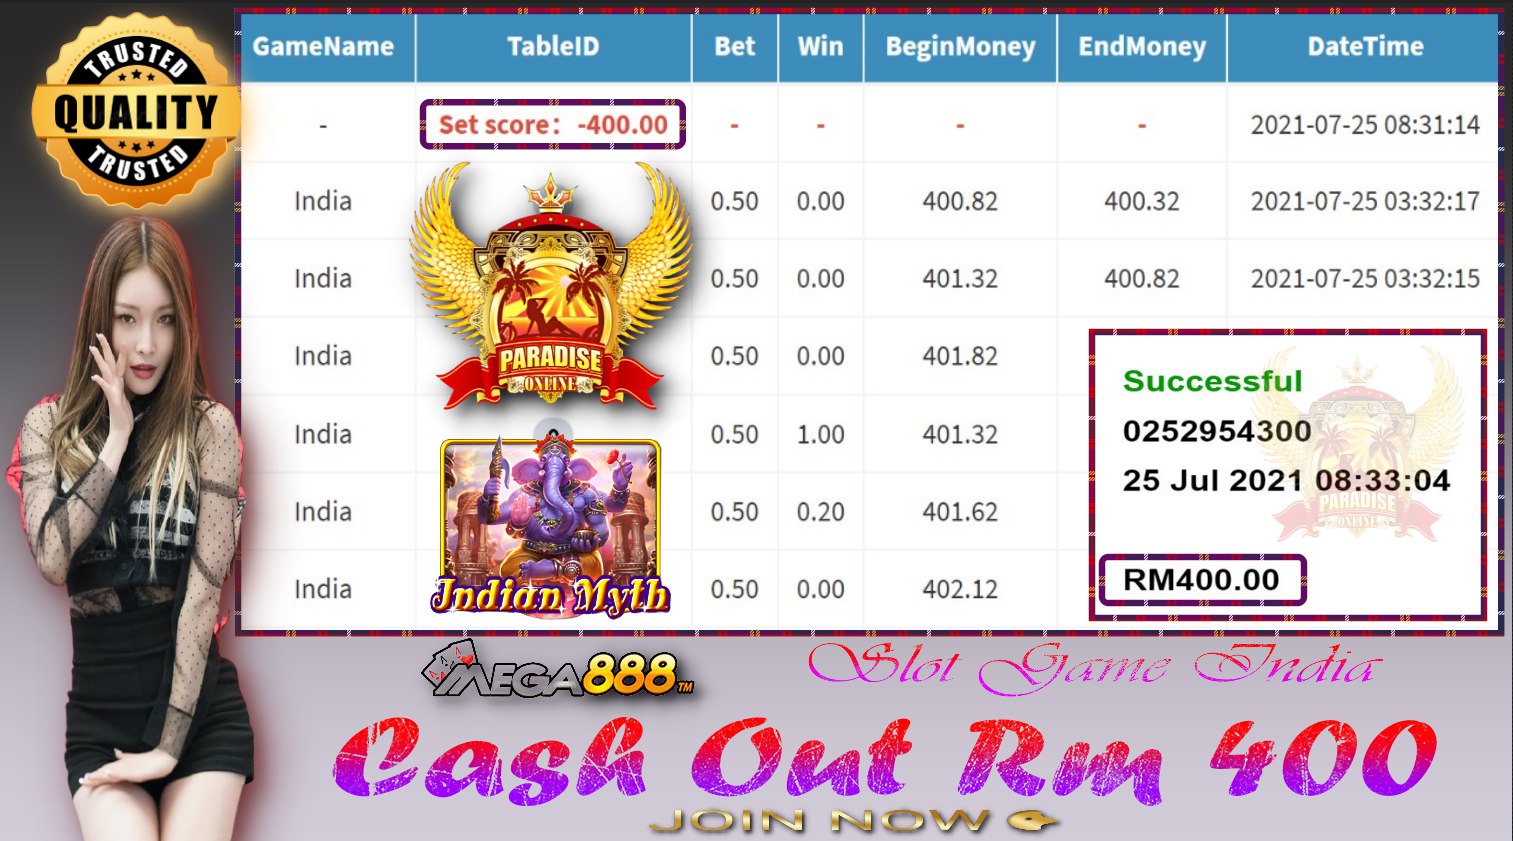 TRUSTED
QUALITY
TRUSTED
GameName TableID Bet Win BeginMoney EndMoney DateTime
- Set score: -400.00 - - - - 2021-07-25 08:31:14
India 0.50 0.00 400.82 400.32 2021-07-25 03:32:17
India 0.50 0.00 401.32 400.82 2021-07-25 03:32:15
India 0.50 0.00 401.82
India 0.50 1.00 401.32
India 0.50 0.20 401.62
India 0.50 0.00 402.12
PARADISE
ONLINE
Indian Myth
Successful
0252954300
25 Jul 2021 08:33:04
PARADISE
ONLINE
RM400.00
MEGA888 TM
Slot Game India
Cash Out Rm 400
JOIN NOW